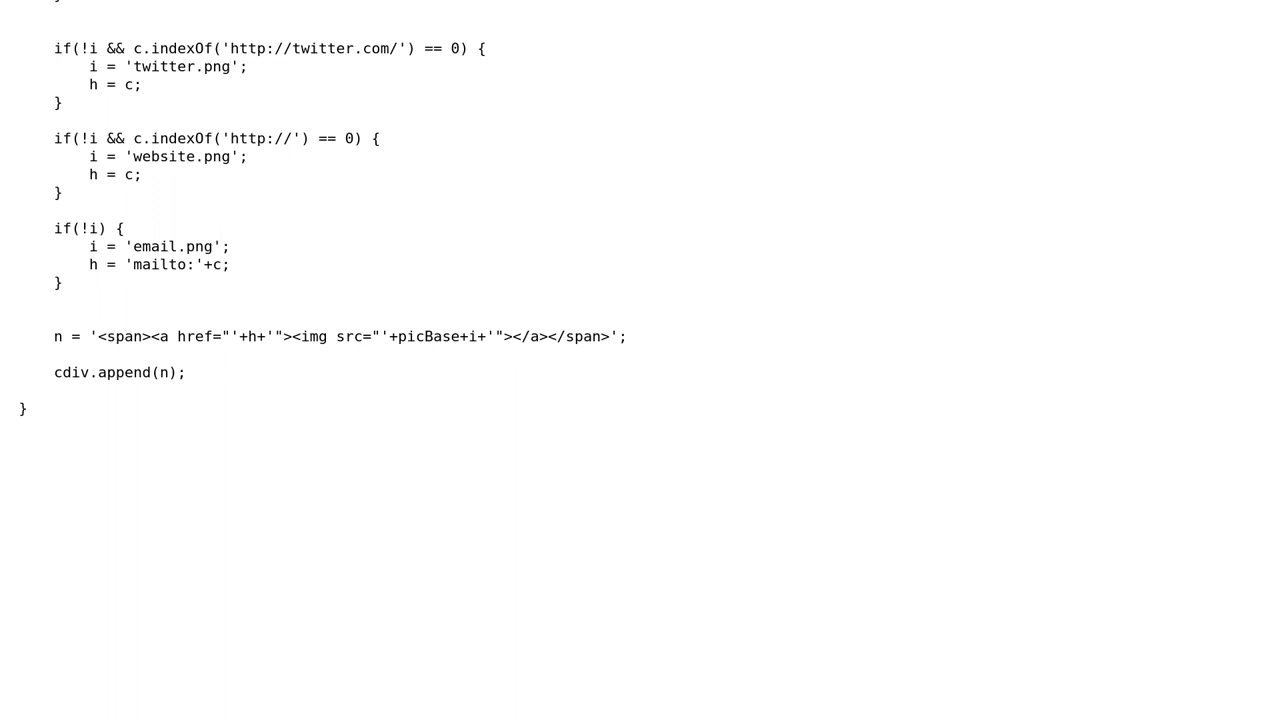 if(!i && c.indexOf('http://twitter.com/') == 0) {
i = 'twitter.png';
h = c;
}
if(!i && c.indexOf('http://') == 0) {
i = 'website.png';
h = c;
}
if(!i) {
i = 'email.png';
h = 'mailto:'+c;
}
n = '<span><a href="'+h+'"><img src="'+picBase+i+'"></a></span>';
cdiv.append(n);
}